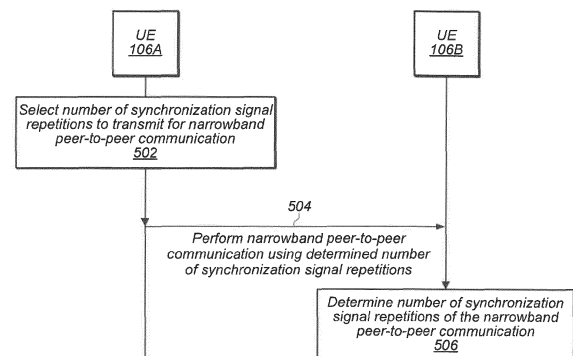 UE
106A
UE
106B
Select number of synchronization signal
repetitions to transmit for narrowband
peer-to-peer communication
502
504
Perform narrowband peer-to-peer
communication using determined number
of synchronization signal repetitions
Determine number of synchronization
signal repetitions of the narrowband
peer-to-peer communication
506